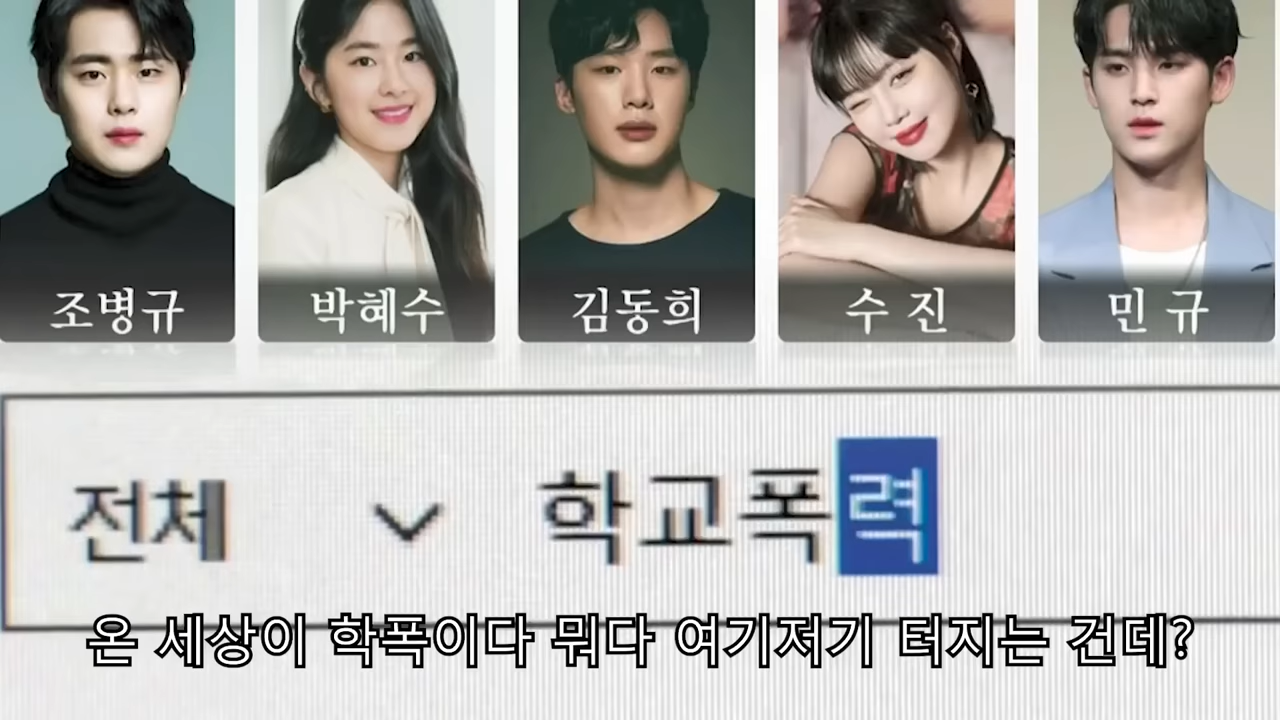 조병규
박혜수
김동희
수진
민규
전체 학교폭력
온 세상이 학폭이다 뭐다 여기저기 터지는 건데?